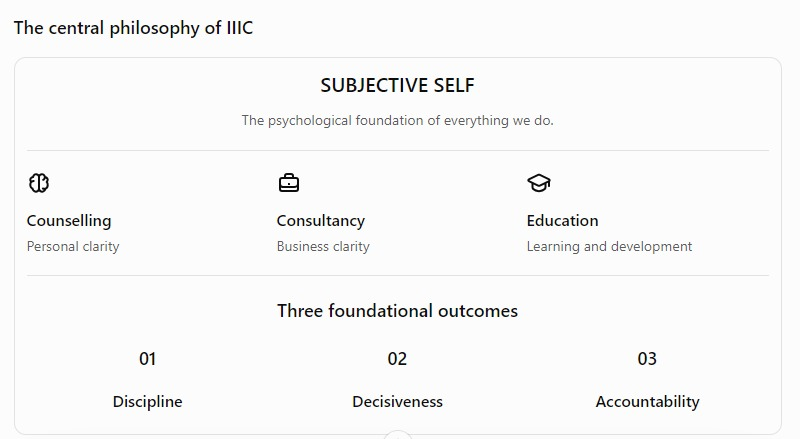 The central philosophy of IIIC
SUBJECTIVE SELF
The psychological foundation of everything we do.
Counselling
Personal clarity
Consultancy
Business clarity
Education
Learning and development
Three foundational outcomes
01
Discipline
02
Decisiveness
03
Accountability